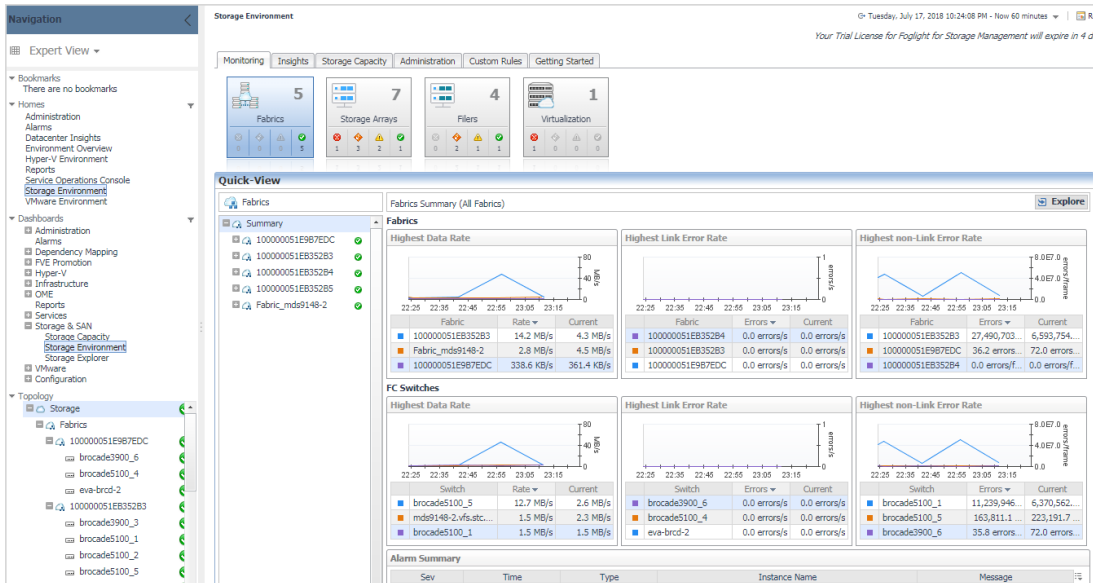 Navigation
Expert View
Bookmarks
There are no bookmarks
Homes
Administration
Alarms
Datacenter Insights
Environment Overview
Hyper-V Environment
Reports
Service Operations Console
Storage Environment
VMware Environment
Dashboards
Administration
Alarms
Dependency Mapping
FVE Promotion
Hyper-V
Infrastructure
OME
Reports
Services
Storage & SAN
Storage Capacity
Storage Environment
Storage Explorer
VMware
Configuration
Topology
Storage
Fabrics
100000051E9B7EDC
brocade3900_6
brocade5100_4
eva-brcd-2
100000051EB352B3
brocade3900_3
brocade5100_1
brocade5100_2
brocade5100_5
Storage Environment
Tuesday, July 17, 2018 10:24:08 PM - Now 60 minutes | R
Your Trial License for Foglight for Storage Management will expire in 4 d
Monitoring Insights Storage Capacity Administration Custom Rules Getting Started
5 7 4 1
Fabrics Storage Arrays Filers Virtualization
0 0 0 5 1 3 2 1 0 2 1 1 1 0 0 0
Quick-View
Fabrics
Summary
100000051E9B7EDC
100000051EB352B3
100000051EB352B4
100000051EB352B5
Fabric_mds9148-2
Fabrics Summary (All Fabrics) Explore
Fabrics
Highest Data Rate
80
40
0
MB/s
22:25 22:35 22:45 22:55 23:05 23:15
Fabric Rate Current
100000051EB352B3 14.2 MB/s 4.3 MB/s
Fabric_mds9148-2 2.8 MB/s 4.5 MB/s
100000051E9B7EDC 338.6 KB/s 361.4 KB/s
Highest Link Error Rate
1
0
errors/s
22:25 22:35 22:45 22:55 23:05 23:15
Fabric Errors Current
100000051EB352B4 0.0 errors/s 0.0 errors/s
100000051EB352B3 0.0 errors/s 0.0 errors/s
100000051E9B7EDC 0.0 errors/s 0.0 errors/s
Highest non-Link Error Rate
8.0E7.0
4.0E7.0
0.0
errors/frame
22:25 22:35 22:45 22:55 23:05 23:15
Fabric Errors Current
100000051EB352B3 27,490,703... 6,593,754....
100000051E9B7EDC 36.2 errors... 72.0 errors...
100000051EB352B4 0.0 errors/f... 0.0 errors/f...
FC Switches
Highest Data Rate
80
40
0
MB/s
22:25 22:35 22:45 22:55 23:05 23:15
Switch Rate Current
brocade5100_5 12.7 MB/s 2.6 MB/s
mds9148-2.vfs.stc.... 1.5 MB/s 2.3 MB/s
brocade5100_1 1.5 MB/s 1.5 MB/s
Highest Link Error Rate
1
0
errors/s
22:25 22:35 22:45 22:55 23:05 23:15
Switch Errors Current
brocade3900_6 0.0 errors/s 0.0 errors/s
brocade5100_4 0.0 errors/s 0.0 errors/s
eva-brcd-2 0.0 errors/s 0.0 errors/s
Highest non-Link Error Rate
8.0E7.0
4.0E7.0
0.0
errors/frame
22:25 22:35 22:45 22:55 23:05 23:15
Switch Errors Current
brocade5100_1 11,239,946... 6,370,562....
brocade5100_5 163,811.1 ... 223,191.7 ...
brocade3900_6 35.8 errors... 72.0 errors...
Alarm Summary
Sev Time Type Instance Name Message